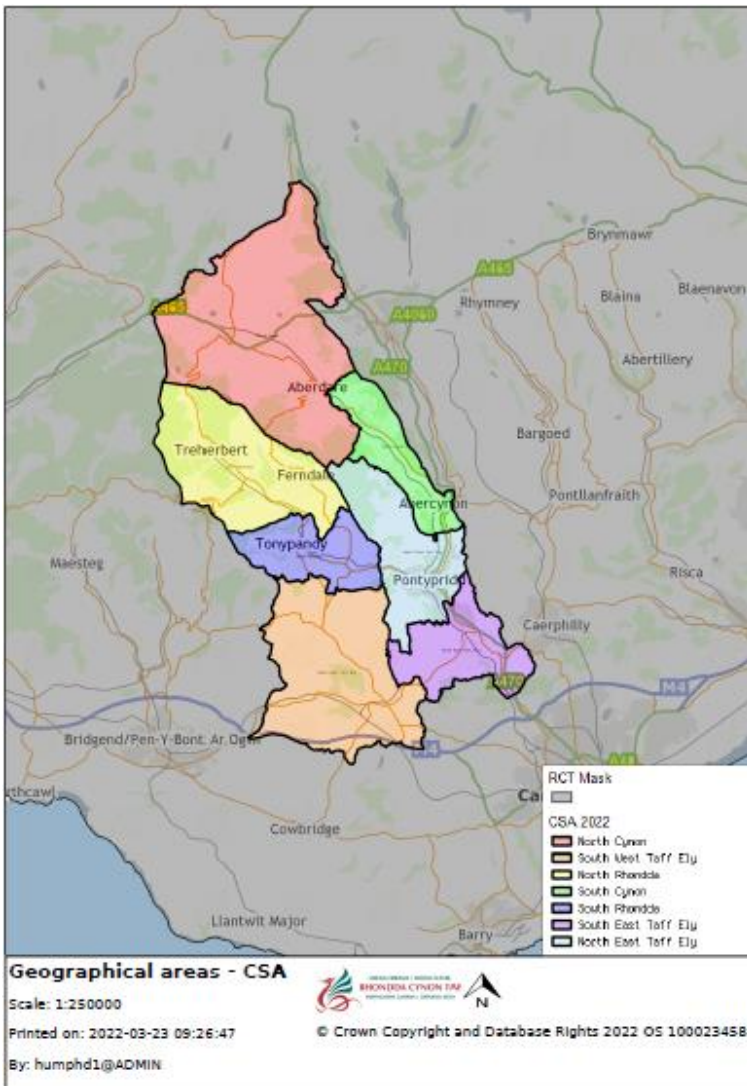 Brynmawr
A465
Rhymney
Blaina
Blaenavon
A465
A4060
Abertillery
A470
Aberdare
Bargoed
Treherbert
Ferndale
Abercynon
Pontllanfraith
Tonypandy
Maesteg
Pontypridd
Risca
Caerphilly
A470
M4
Bridgend/Pen-Y-Bont. Ar.Ogwr
M4
A48
rthcawl
Ca
Cowbridge
Llantwit Major
Barry
RCT Mask
CSA 2022
North Cynon
South West Taff Ely
North Rhondda
South Cynon
South Rhondda
South East Taff Ely
North East Taff Ely
Geographical areas - CSA
RHONDDA CYNON TAF
N
Scale: 1:250000
Printed on: 2022-03-23 09:26:47
© Crown Copyright and Database Rights 2022 OS 100023458
By: humphd1@ADMIN